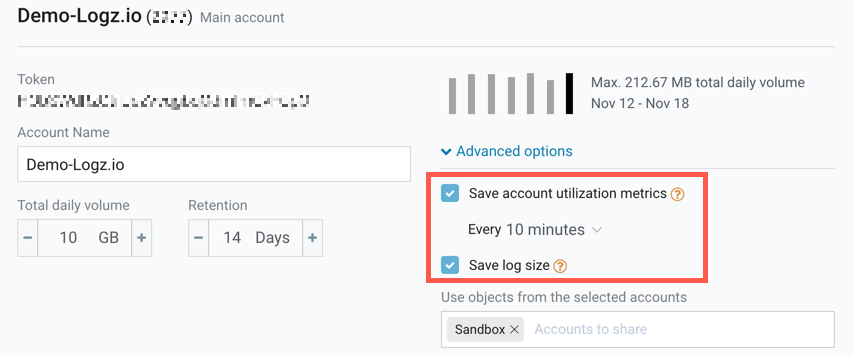 Demo-Logz.io Main account
Token
Account Name
Demo-Logz.io
Total daily volume
Retention
− 10 GB +
− 14 Days +
Max. 212.67 MB total daily volume
Nov 12 - Nov 18
Advanced options
Save account utilization metrics ?
Every 10 minutes
Save log size ?
Use objects from the selected accounts
Sandbox × Accounts to share